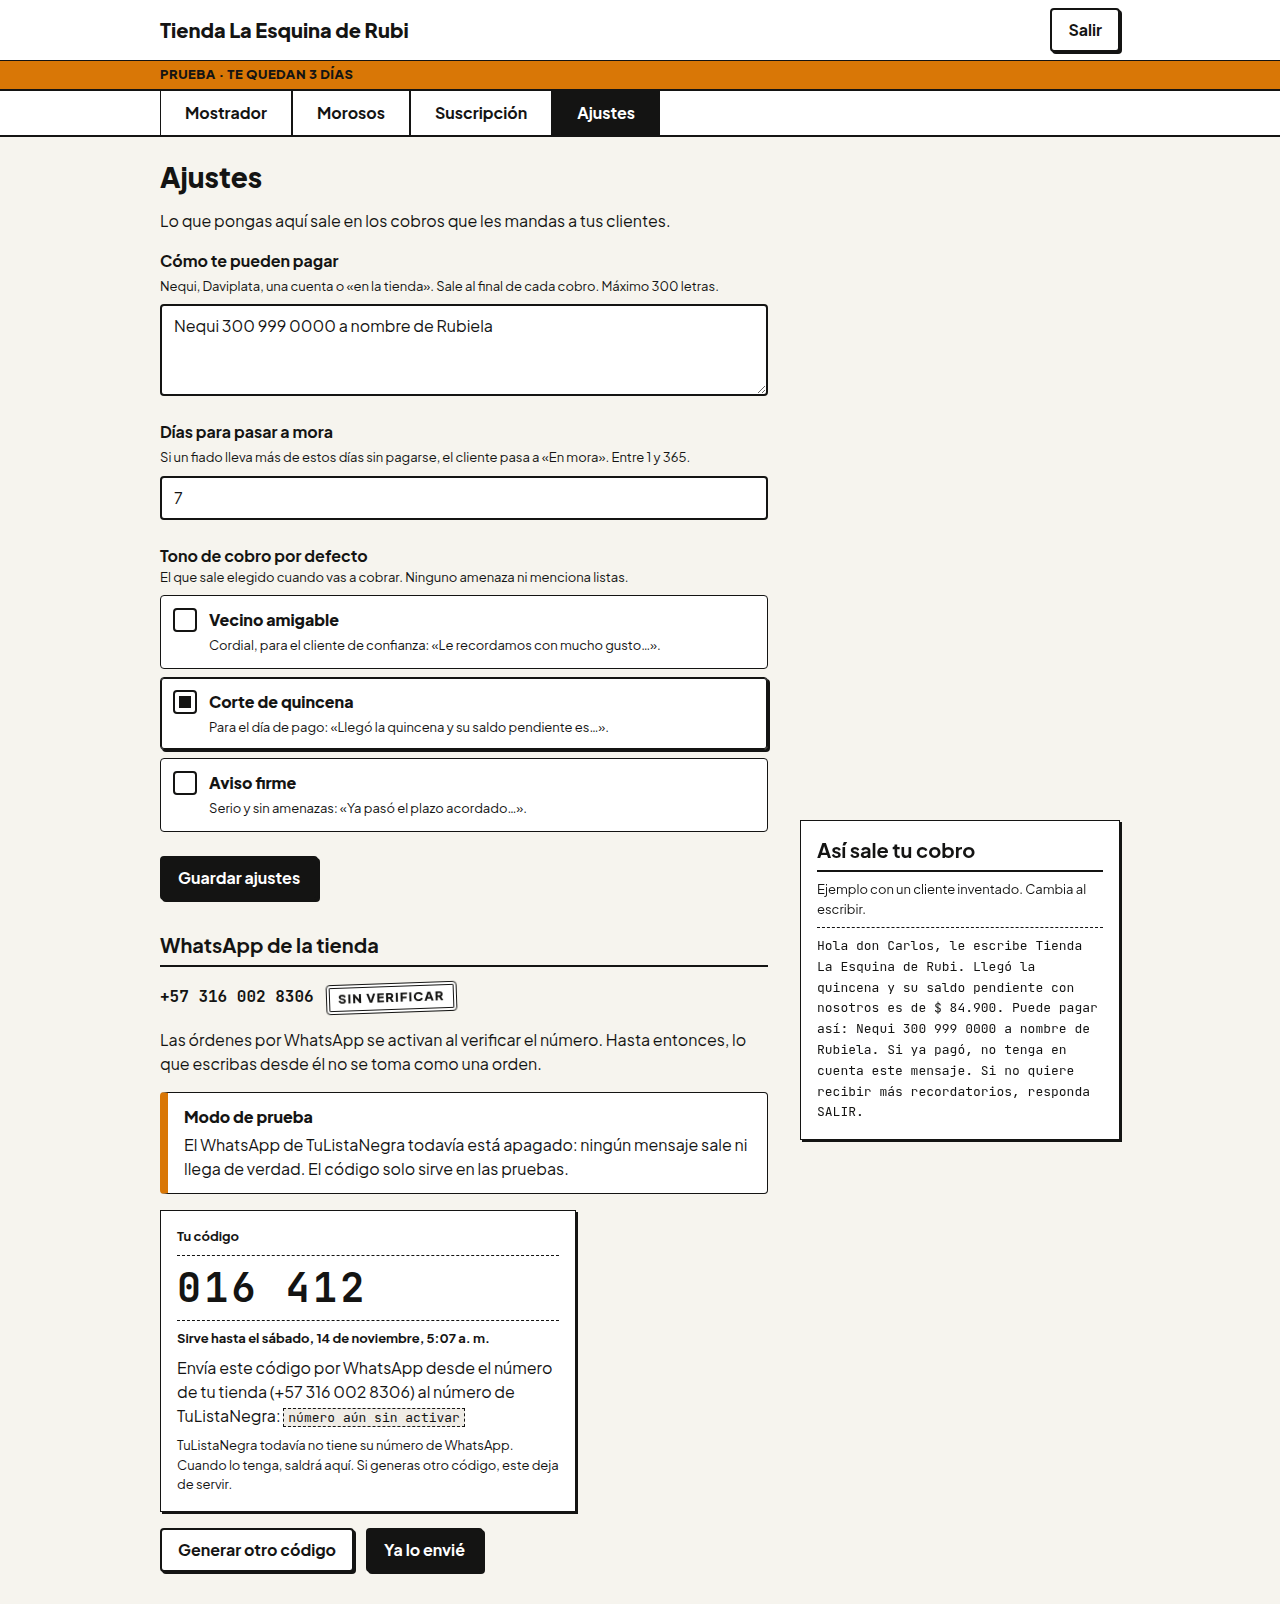 Tienda La Esquina de Rubi
Salir
PRUEBA · TE QUEDAN 3 DÍAS
Mostrador
Morosos
Suscripción
Ajustes
Ajustes
Lo que pongas aquí sale en los cobros que les mandas a tus clientes.
Cómo te pueden pagar
Nequi, Daviplata, una cuenta o «en la tienda». Sale al final de cada cobro. Máximo 300 letras.
Nequi 300 999 0000 a nombre de Rubiela
Días para pasar a mora
Si un fiado lleva más de estos días sin pagarse, el cliente pasa a «En mora». Entre 1 y 365.
7
Tono de cobro por defecto
El que sale elegido cuando vas a cobrar. Ninguno amenaza ni menciona listas.
Vecino amigable
Cordial, para el cliente de confianza: «Le recordamos con mucho gusto…».
Corte de quincena
Para el día de pago: «Llegó la quincena y su saldo pendiente es…».
Aviso firme
Serio y sin amenazas: «Ya pasó el plazo acordado…».
Guardar ajustes
WhatsApp de la tienda
+57 316 002 8306
SIN VERIFICAR
Las órdenes por WhatsApp se activan al verificar el número. Hasta entonces, lo
que escribas desde él no se toma como una orden.
Modo de prueba
El WhatsApp de TuListaNegra todavía está apagado: ningún mensaje sale ni
llega de verdad. El código solo sirve en las pruebas.
Tu código
016 412
Sirve hasta el sábado, 14 de noviembre, 5:07 a. m.
Envía este código por WhatsApp desde el número
de tu tienda (+57 316 002 8306) al número de
TuListaNegra: número aún sin activar
TuListaNegra todavía no tiene su número de WhatsApp.
Cuando lo tenga, saldrá aquí. Si generas otro código, este deja
de servir.
Generar otro código
Ya lo envié
Así sale tu cobro
Ejemplo con un cliente inventado. Cambia al
escribir.
Hola don Carlos, le escribe Tienda
La Esquina de Rubi. Llegó la
quincena y su saldo pendiente con
nosotros es de $ 84.900. Puede pagar
así: Nequi 300 999 0000 a nombre de
Rubiela. Si ya pagó, no tenga en
cuenta este mensaje. Si no quiere
recibir más recordatorios, responda
SALIR.